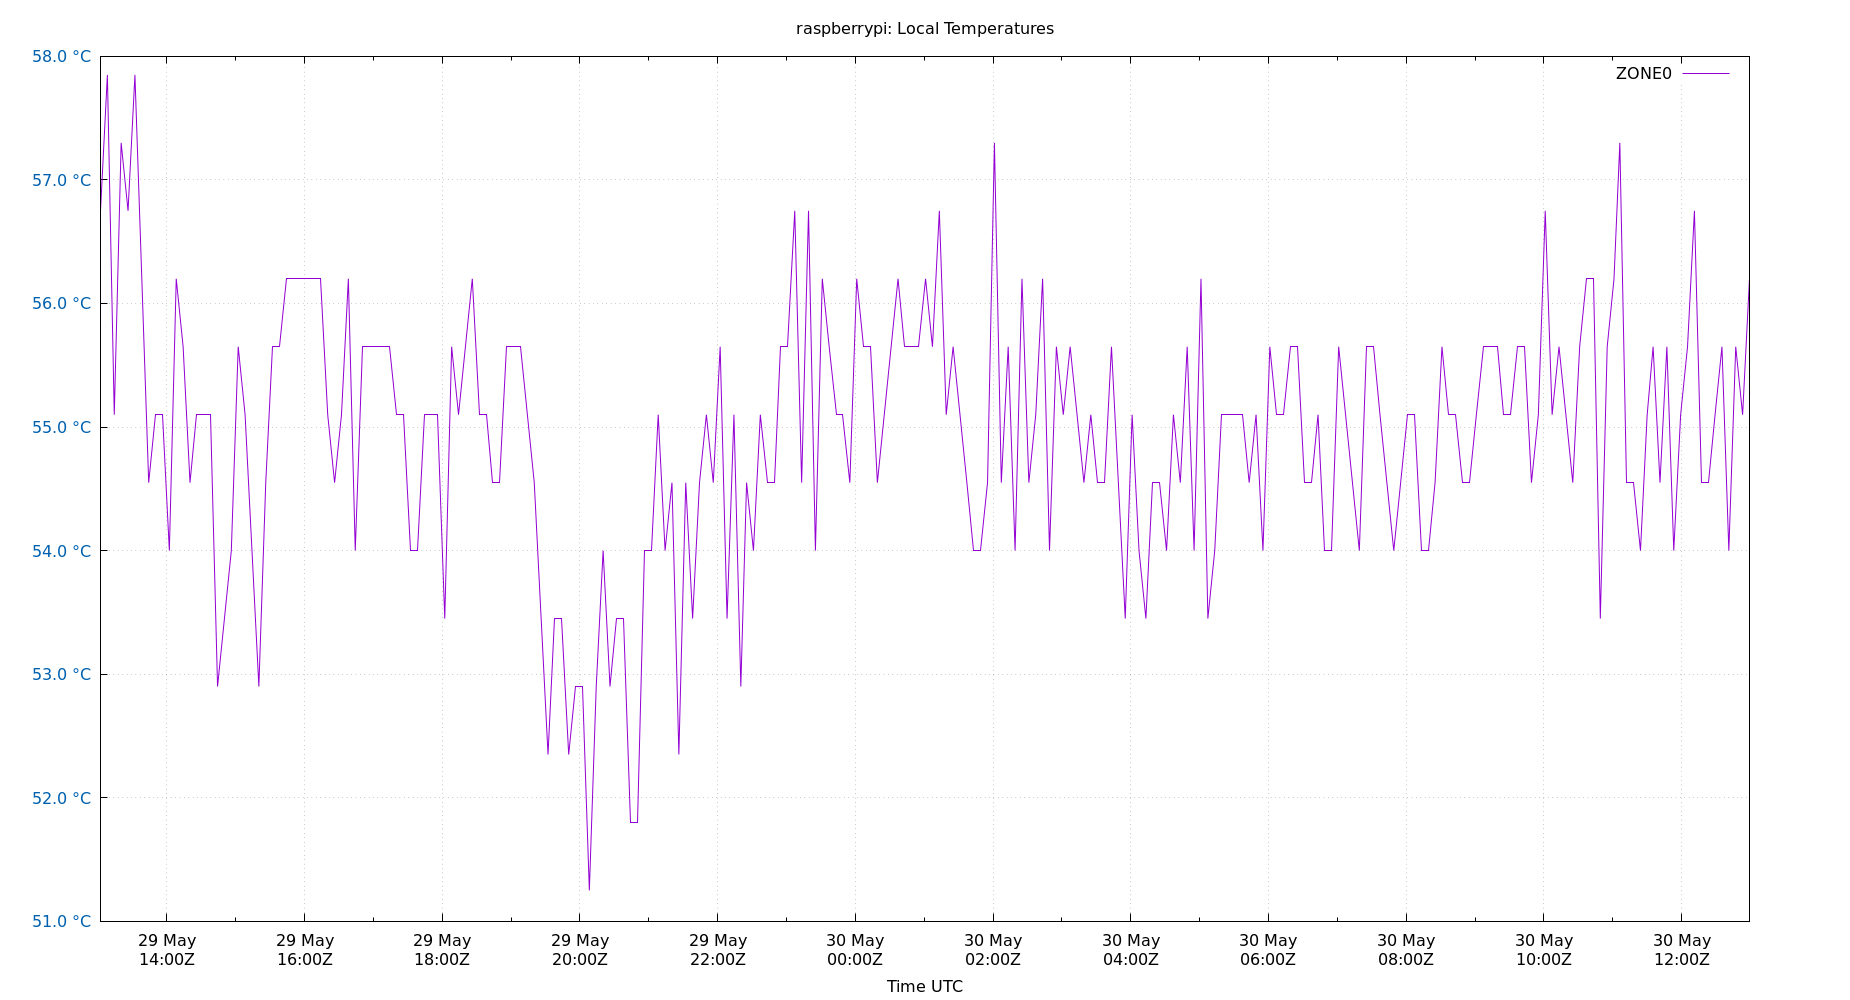 raspberrypi: Local Temperatures
58.0 °C
ZONE0
57.0 °C
56.0 °C
55.0 °C
54.0 °C
53.0 °C
52.0 °C
51.0 °C
29 May 29 May 29 May 29 May 29 May 30 May 30 May 30 May 30 May 30 May 30 May 30 May
14:00Z 16:00Z 18:00Z 20:00Z 22:00Z 00:00Z 02:00Z 04:00Z 06:00Z 08:00Z 10:00Z 12:00Z
Time UTC